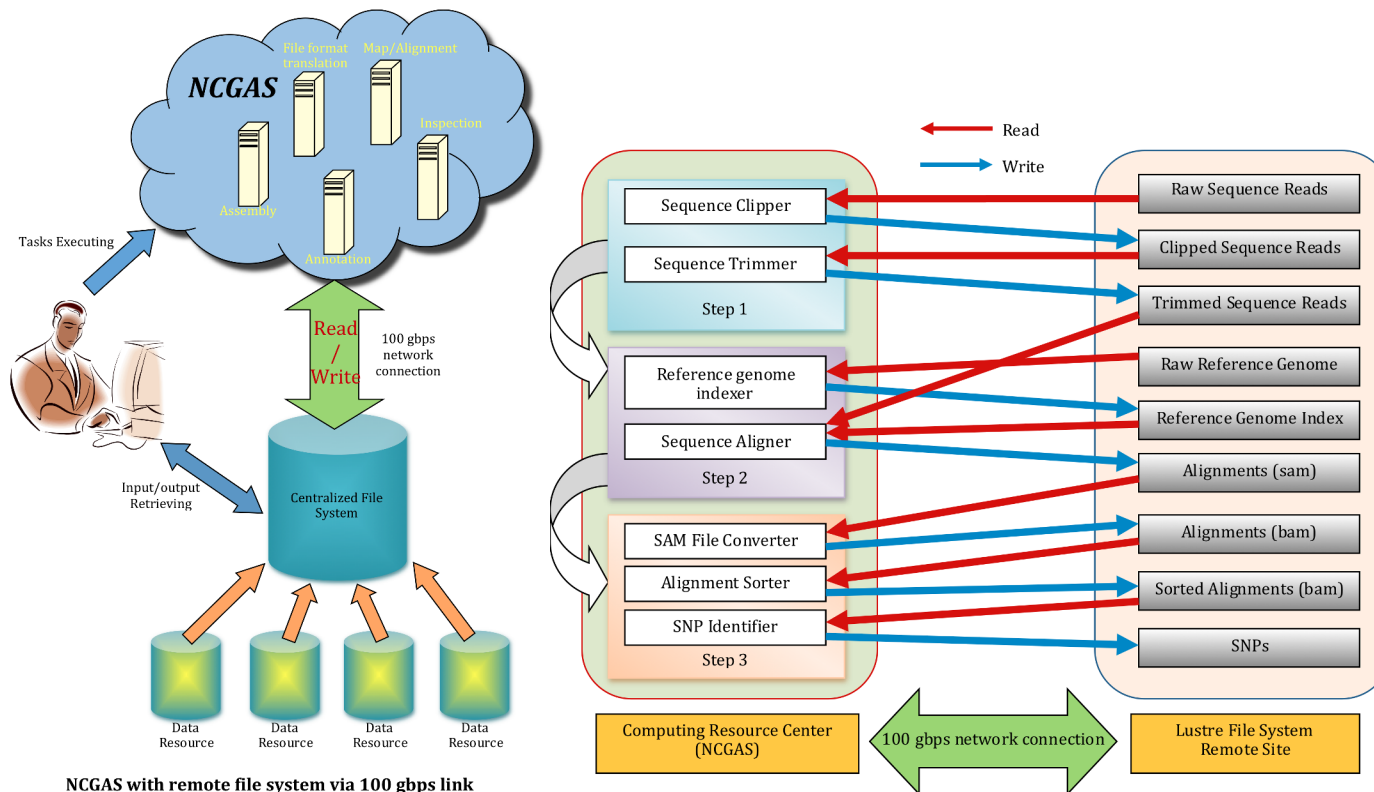 File format
translation
Map/Alignment
NCGAS
Inspection
Assembly
Annotation
Tasks Executing
Read
/
Write
100 gbps
network
connection
Input/output
Retrieving
Centralized File
System
Data
Resource
Data
Resource
Data
Resource
Data
Resource
NCGAS with remote file system via 100 gbps link
Read
Write
Sequence Clipper
Sequence Trimmer
Step 1
Reference genome
indexer
Sequence Aligner
Step 2
SAM File Converter
Alignment Sorter
SNP Identifier
Step 3
Raw Sequence Reads
Clipped Sequence Reads
Trimmed Sequence Reads
Raw Reference Genome
Reference Genome Index
Alignments (sam)
Alignments (bam)
Sorted Alignments (bam)
SNPs
Computing Resource Center
(NCGAS)
100 gbps network connection
Lustre File System
Remote Site